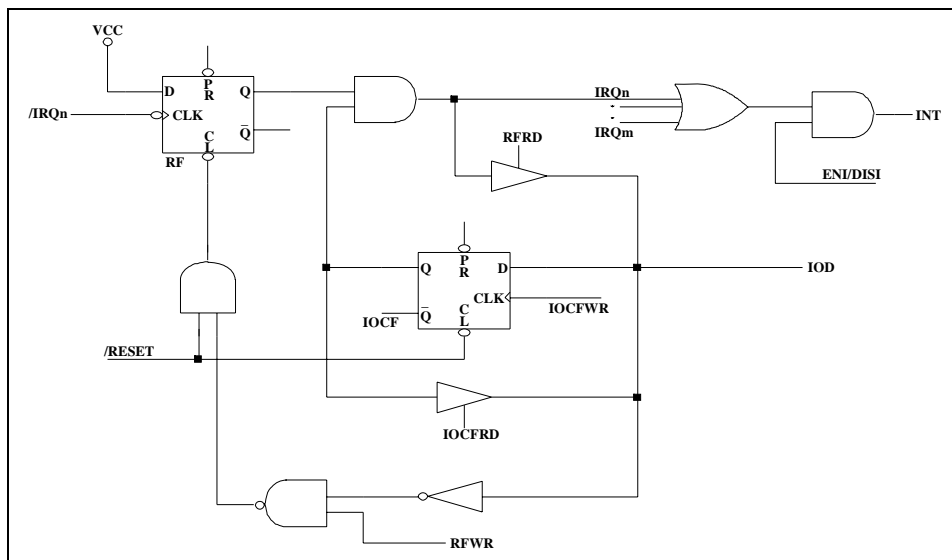 VCC
D
P
R
Q
/IRQn
CLK
C
L
Q̅
RF
IRQn
IRQm
INT
RFRD
ENI/DISI
Q
P
R
D
IOD
CLK
IOCFWR
IOCF
Q̅
C
L
/RESET
IOCFRD
RFWR